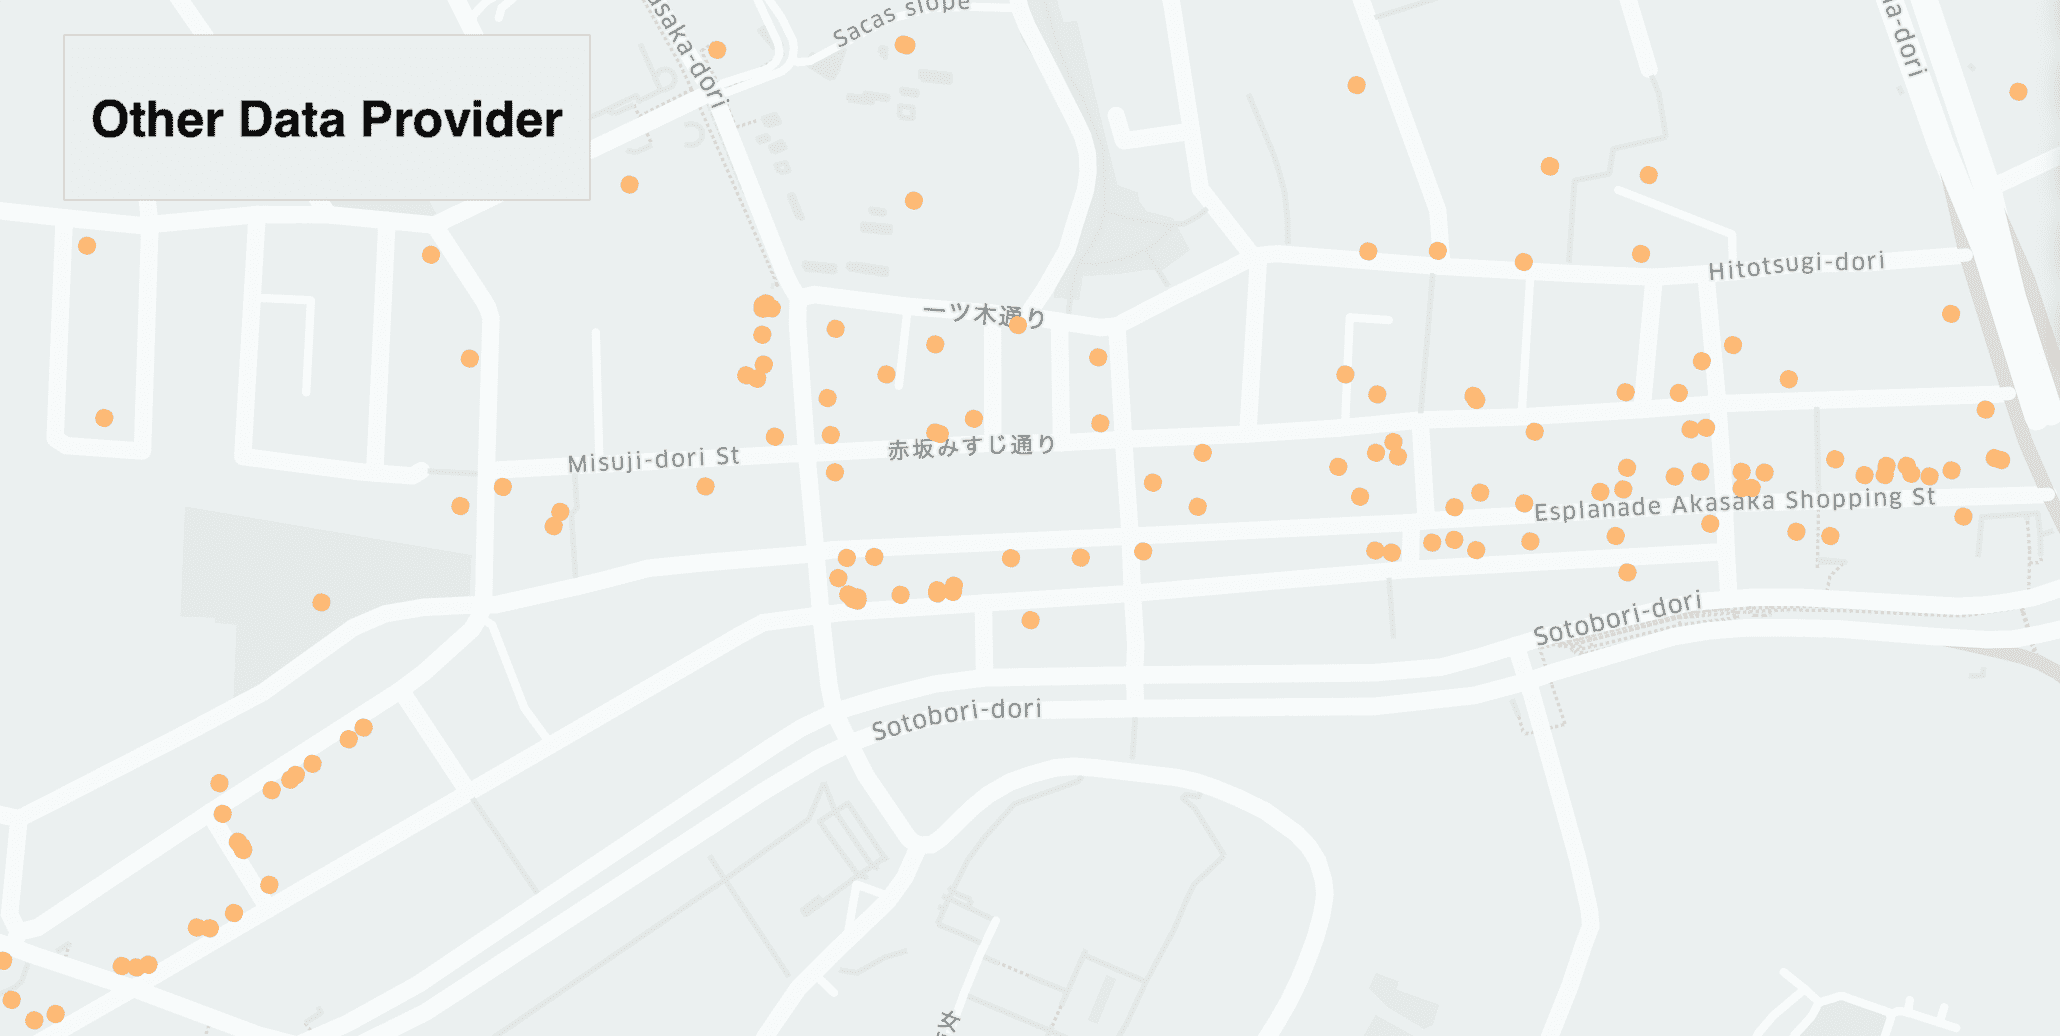 Other Data Provider
Sacas slope
Hitotsugi-dori
一ツ木通り
赤坂みすじ通り
Misuji-dori St
Esplanade Akasaka Shopping St
Sotobori-dori
Sotobori-dori